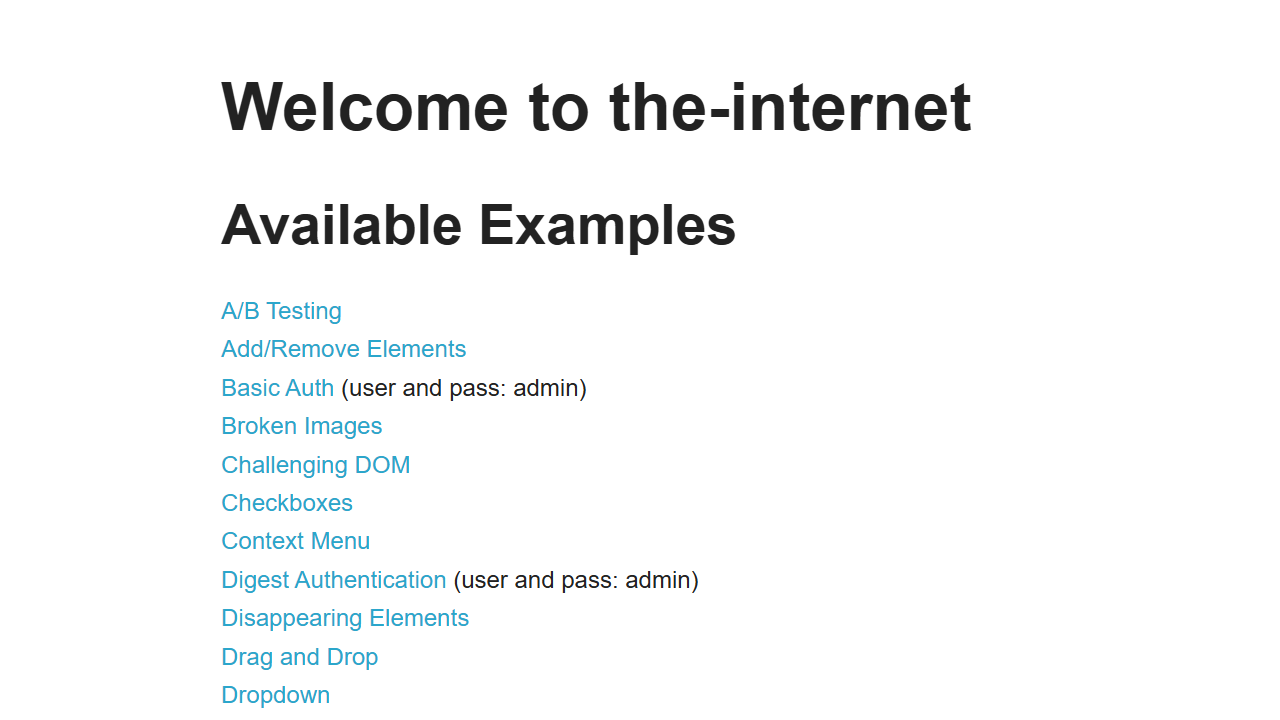 Welcome to the-internet
Available Examples
A/B Testing
Add/Remove Elements
Basic Auth (user and pass: admin)
Broken Images
Challenging DOM
Checkboxes
Context Menu
Digest Authentication (user and pass: admin)
Disappearing Elements
Drag and Drop
Dropdown